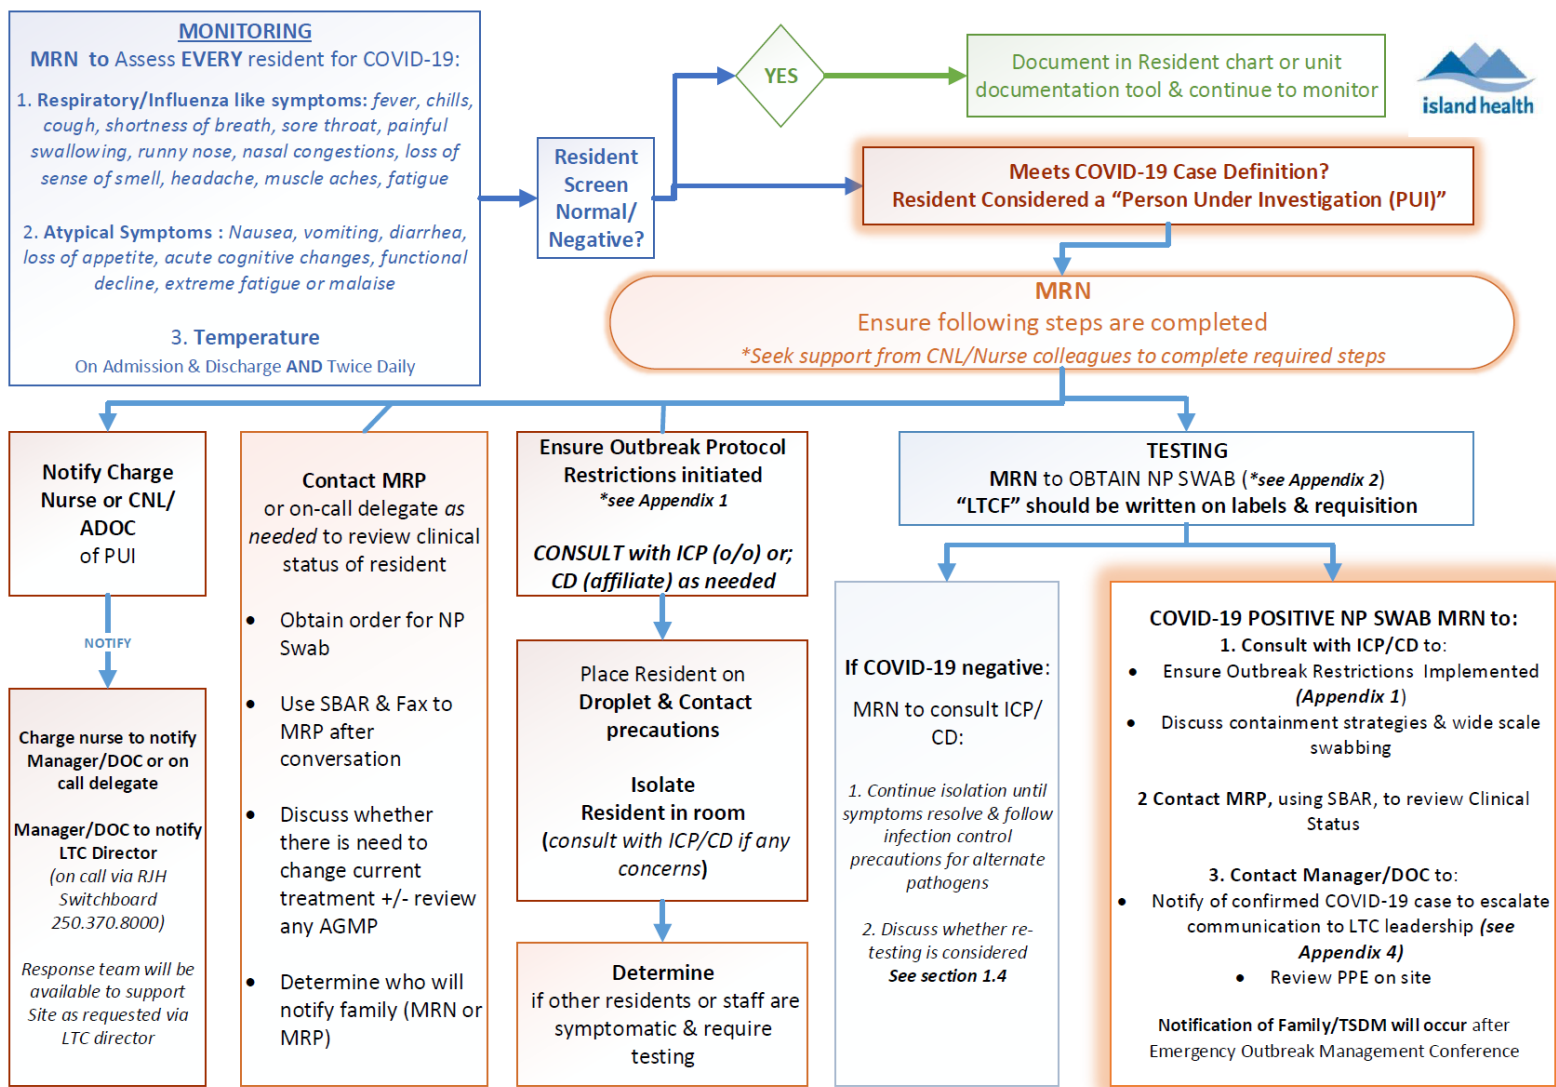 MONITORING
MRN to Assess EVERY resident for COVID-19:
1. Respiratory/Influenza like symptoms: fever, chills,
cough, shortness of breath, sore throat, painful
swallowing, runny nose, nasal congestions, loss of
sense of smell, headache, muscle aches, fatigue
2. Atypical Symptoms : Nausea, vomiting, diarrhea,
loss of appetite, acute cognitive changes, functional
decline, extreme fatigue or malaise
3. Temperature
On Admission & Discharge AND Twice Daily
Resident
Screen
Normal/
Negative?
YES
Document in Resident chart or unit
documentation tool & continue to monitor
island health
Meets COVID-19 Case Definition?
Resident Considered a “Person Under Investigation (PUI)”
MRN
Ensure following steps are completed
*Seek support from CNL/Nurse colleagues to complete required steps
Notify Charge
Nurse or CNL/
ADOC
of PUI
NOTIFY
Charge nurse to notify
Manager/DOC or on
call delegate
Manager/DOC to notify
LTC Director
(on call via RJH
Switchboard
250.370.8000)
Response team will be
available to support
Site as requested via
LTC director
Contact MRP
or on-call delegate as
needed to review clinical
status of resident
• Obtain order for NP
Swab
• Use SBAR & Fax to
MRP after
conversation
• Discuss whether
there is need to
change current
treatment +/- review
any AGMP
• Determine who will
notify family (MRN or
MRP)
Ensure Outbreak Protocol
Restrictions initiated
*see Appendix 1
CONSULT with ICP (o/o) or;
CD (affiliate) as needed
Place Resident on
Droplet & Contact
precautions
Isolate
Resident in room
(consult with ICP/CD if any
concerns)
Determine
if other residents or staff are
symptomatic & require
testing
TESTING
MRN to OBTAIN NP SWAB (*see Appendix 2)
“LTCF” should be written on labels & requisition
If COVID-19 negative:
MRN to consult ICP/
CD:
1. Continue isolation until
symptoms resolve & follow
infection control
precautions for alternate
pathogens
2. Discuss whether re-
testing is considered
See section 1.4
COVID-19 POSITIVE NP SWAB MRN to:
1. Consult with ICP/CD to:
• Ensure Outbreak Restrictions Implemented
(Appendix 1)
• Discuss containment strategies & wide scale
swabbing
2 Contact MRP, using SBAR, to review Clinical
Status
3. Contact Manager/DOC to:
• Notify of confirmed COVID-19 case to escalate
communication to LTC leadership (see
Appendix 4)
• Review PPE on site
Notification of Family/TSDM will occur after
Emergency Outbreak Management Conference